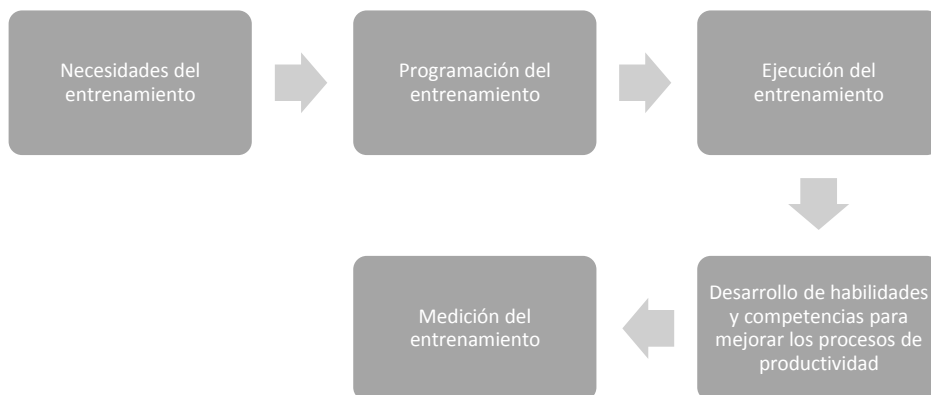 Necesidades del
entrenamiento
Programación del
entrenamiento
Ejecución del
entrenamiento
Desarrollo de habilidades
y competencias para
mejorar los procesos de
productividad
Medición del
entrenamiento